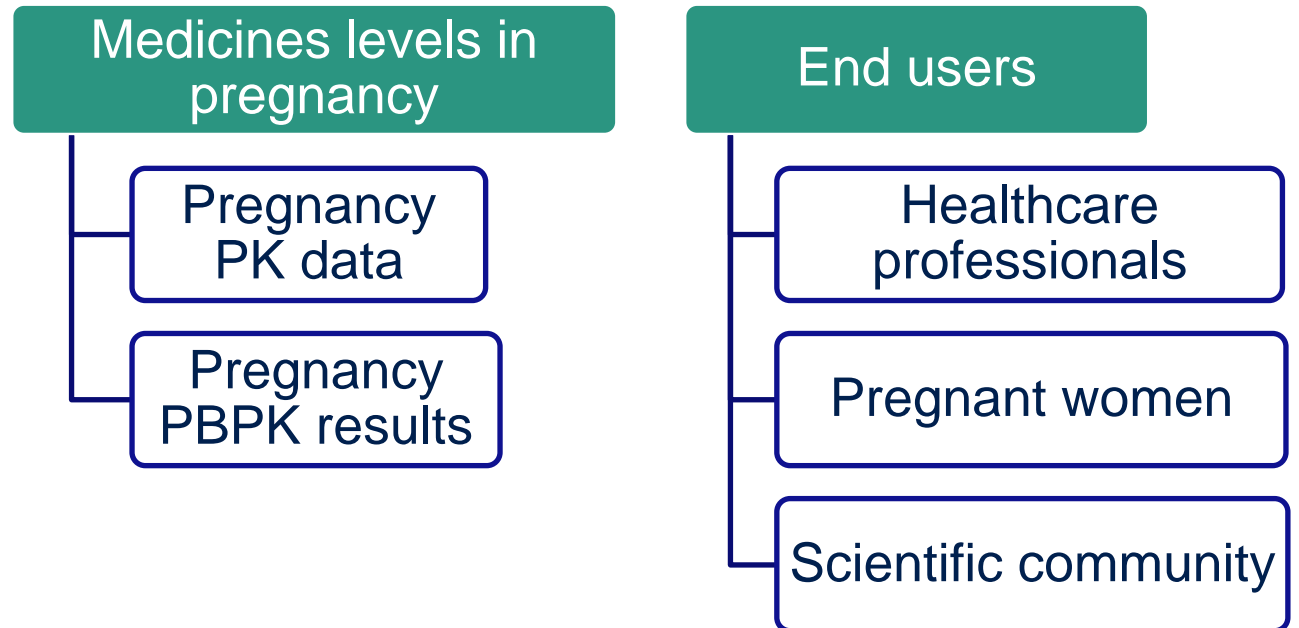 Medicines levels in
pregnancy
Pregnancy
PK data
Pregnancy
PBPK results
End users
Healthcare
professionals
Pregnant women
Scientific community